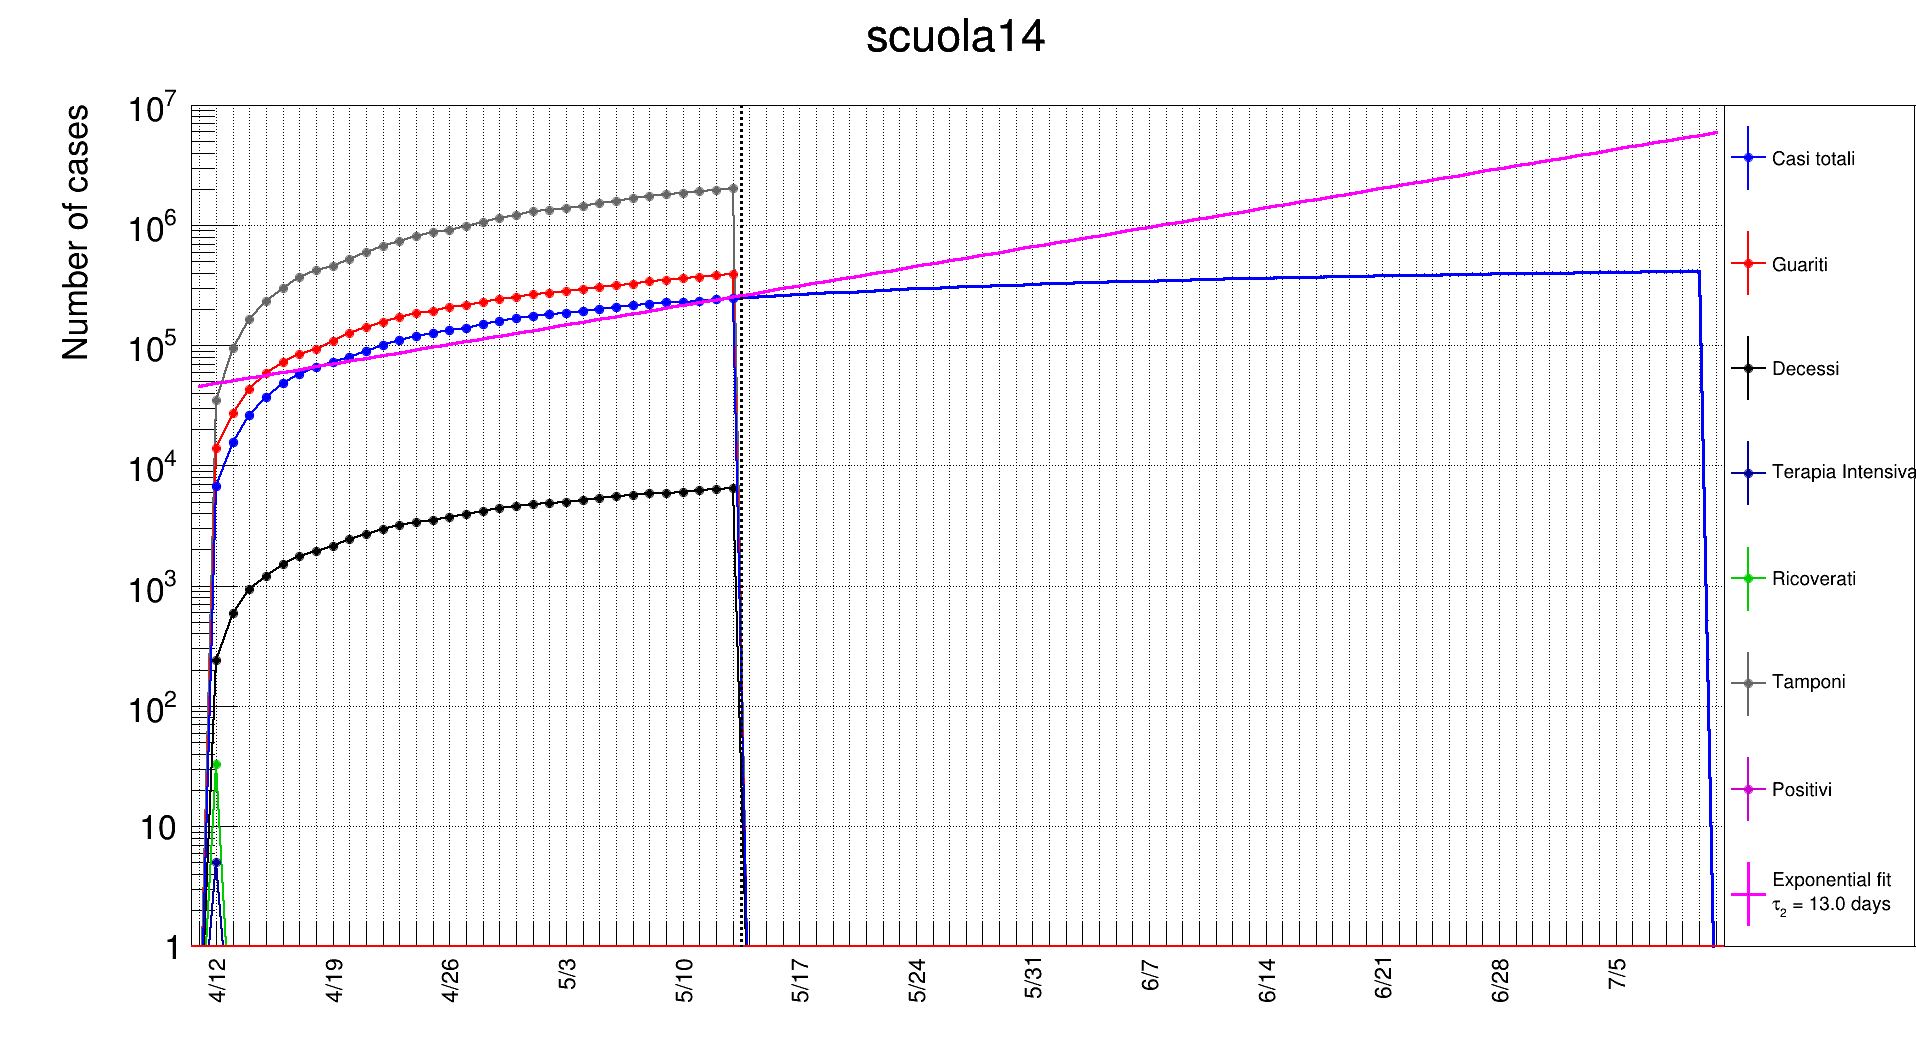 scuola14
Number of cases
10^7
10^6
10^5
10^4
10^3
10^2
10
1
4/12
4/19
4/26
5/3
5/10
5/17
5/24
5/31
6/7
6/14
6/21
6/28
7/5
Casi totali
Guariti
Decessi
Terapia Intensiva
Ricoverati
Tamponi
Positivi
Exponential fit
τ_2 = 13.0 days